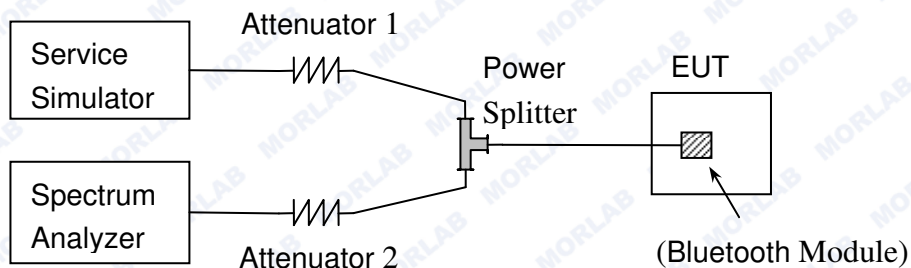 Attenuator 1
Service
Simulator
Power
Splitter
EUT
Spectrum
Analyzer
Attenuator 2
(Bluetooth Module)
MORLAB